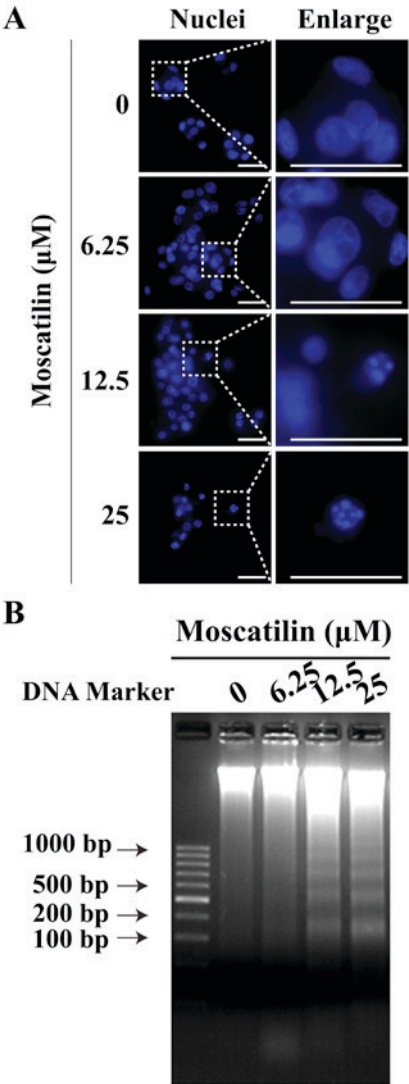 A
Nuclei Enlarge
Moscatilin (μM)
0
6.25
12.5
25
B
Moscatilin (μM)
DNA Marker 0 6.25 12.5 25
1000 bp
500 bp
200 bp
100 bp